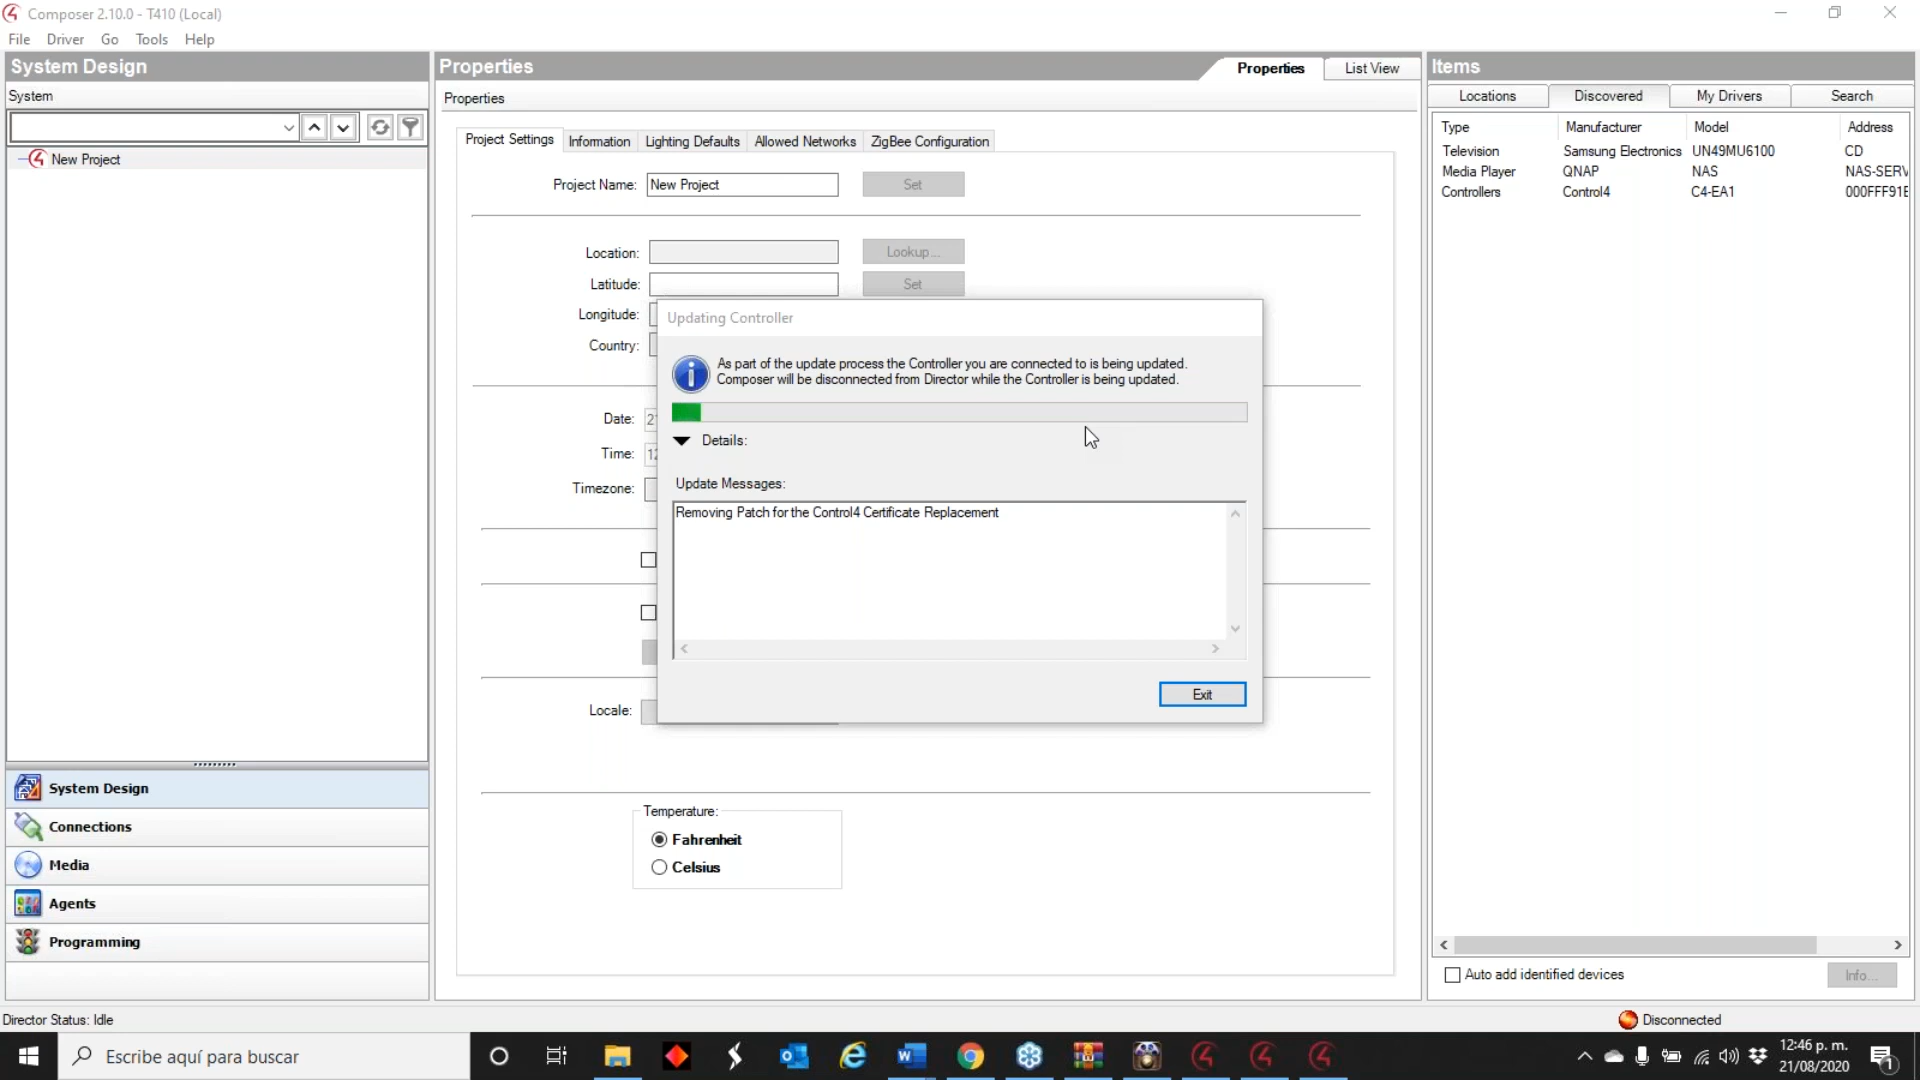 Composer 2.10.0 - T410 (Local)
File Driver Go Tools Help
System Design
System
New Project
System Design
Connections
Media
Agents
Programming
Properties
Properties List View
Properties
Project Settings Information Lighting Defaults Allowed Networks ZigBee Configuration
Project Name: New Project Set
Location: Lookup...
Latitude: Set
Longitude:
Country:
Date:
Time:
Timezone:
Locale:
Temperature:
Fahrenheit
Celsius
Updating Controller
As part of the update process the Controller you are connected to is being updated.
Composer will be disconnected from Director while the Controller is being updated.
Details:
Update Messages:
Removing Patch for the Control4 Certificate Replacement
Exit
Items
Locations Discovered My Drivers Search
Type Manufacturer Model Address
Television Samsung Electronics UN49MU6100 CD
Media Player QNAP NAS NAS-SERV
Controllers Control4 C4-EA1 000FFF91E
Auto add identified devices Info...
Director Status: Idle
Disconnected
Escribe aquí para buscar
12:46 p. m.
21/08/2020
1